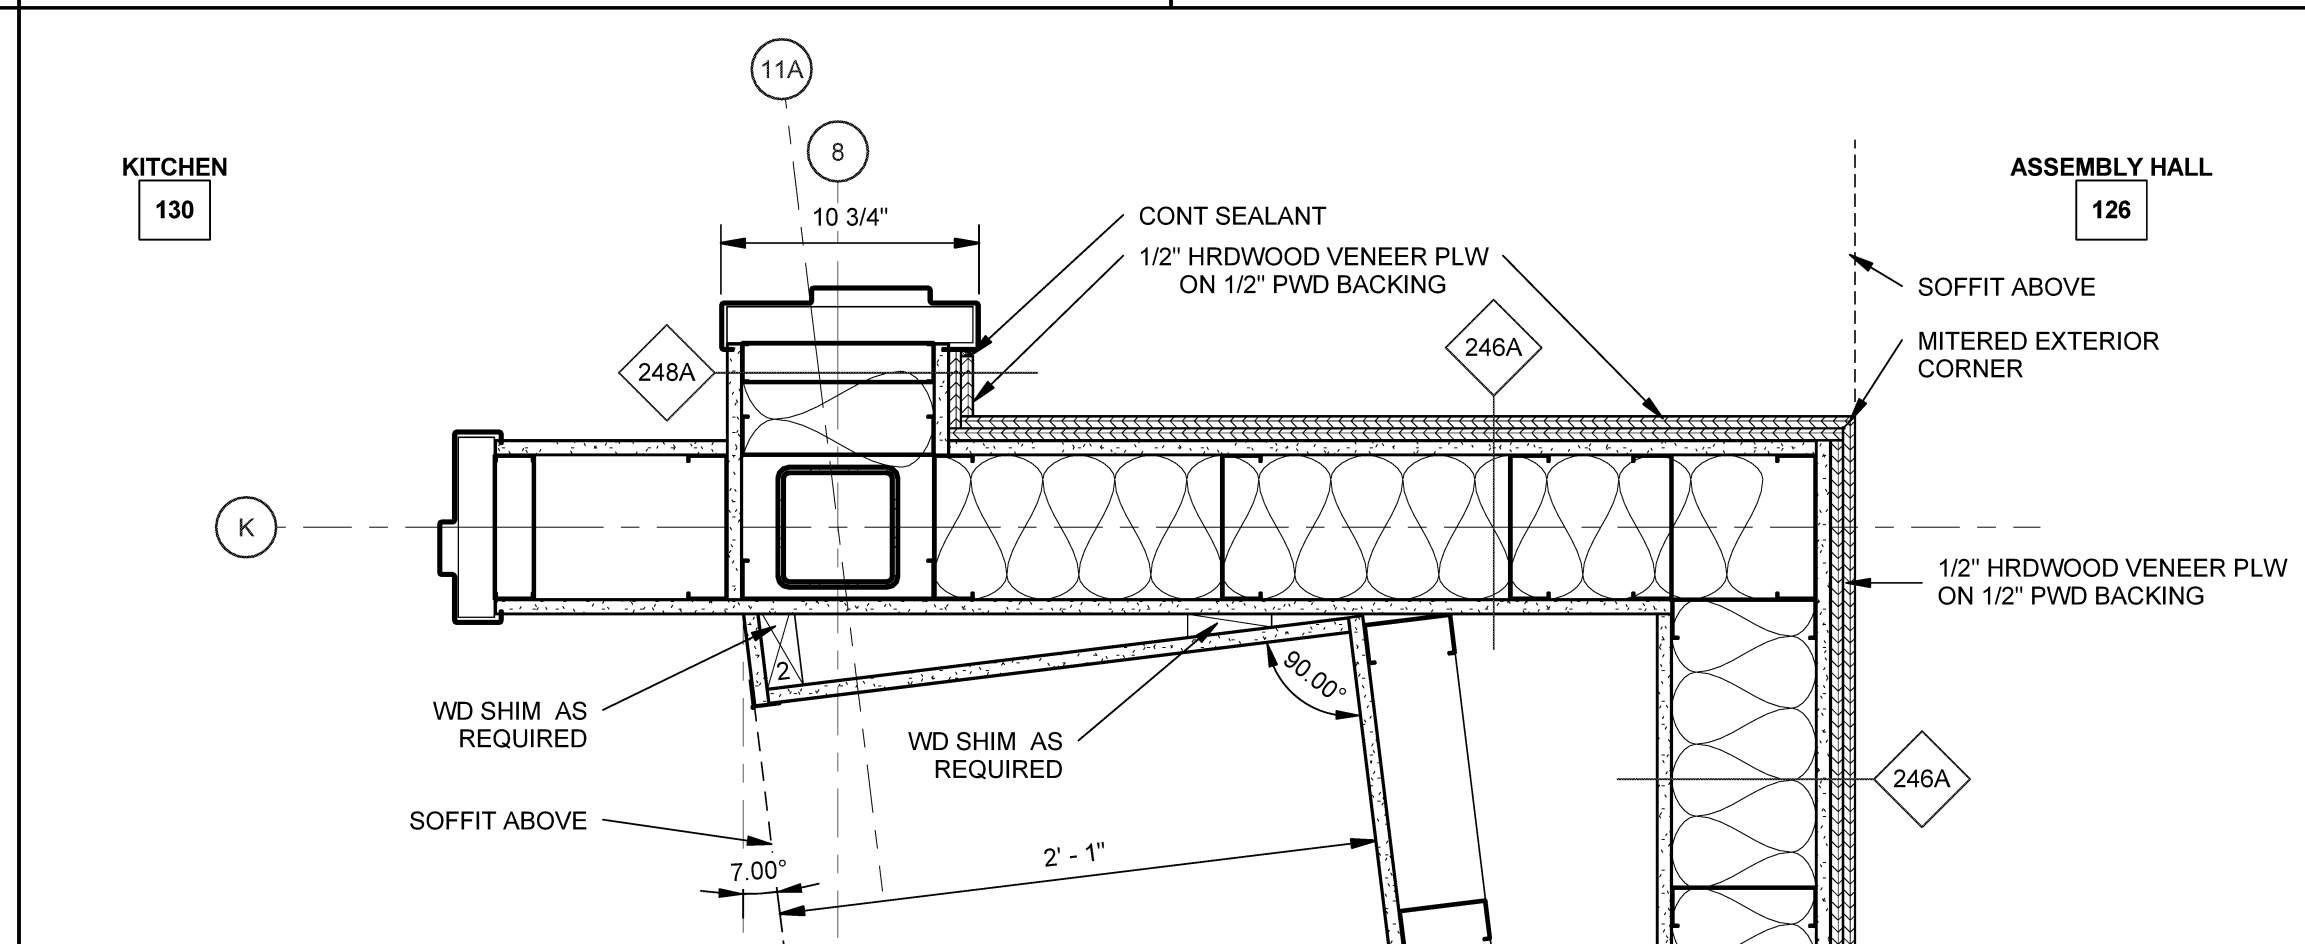 11A
8
KITCHEN
130
ASSEMBLY HALL
126
10 3/4"
CONT SEALANT
1/2" HRDWOOD VENEER PLW
ON 1/2" PWD BACKING
SOFFIT ABOVE
MITERED EXTERIOR
CORNER
248A
246A
K
1/2" HRDWOOD VENEER PLW
ON 1/2" PWD BACKING
2
90.00°
WD SHIM  AS
REQUIRED
WD SHIM  AS
REQUIRED
246A
SOFFIT ABOVE
7.00°
2' - 1"